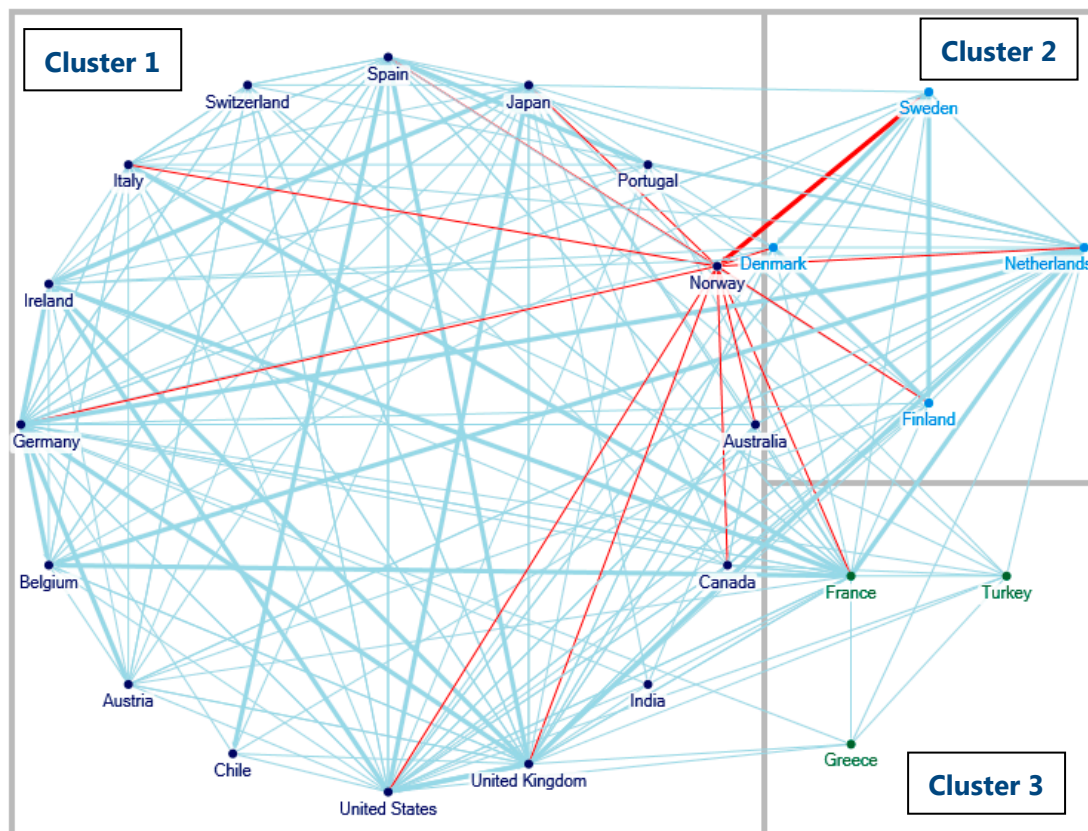 Cluster 1
Cluster 2
Spain
Switzerland
Japan
Sweden
Italy
Portugal
Denmark
Netherlands
Norway
Ireland
Finland
Germany
Australia
Belgium
Canada
France
Turkey
Austria
India
Chile
United Kingdom
Greece
United States
Cluster 3